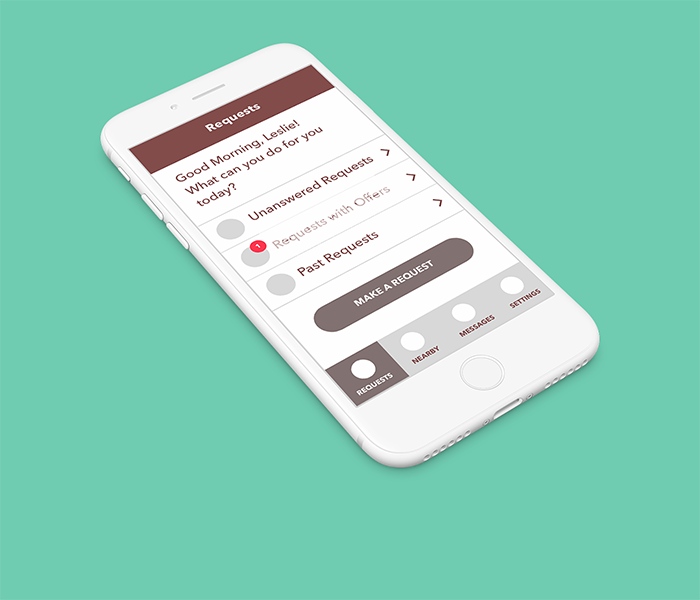 Requests
Good Morning, Leslie!
What can you do for you
today?
Unanswered Requests
1
Requests with Offers
Past Requests
MAKE A REQUEST
REQUESTS
NEARBY
MESSAGES
SETTINGS